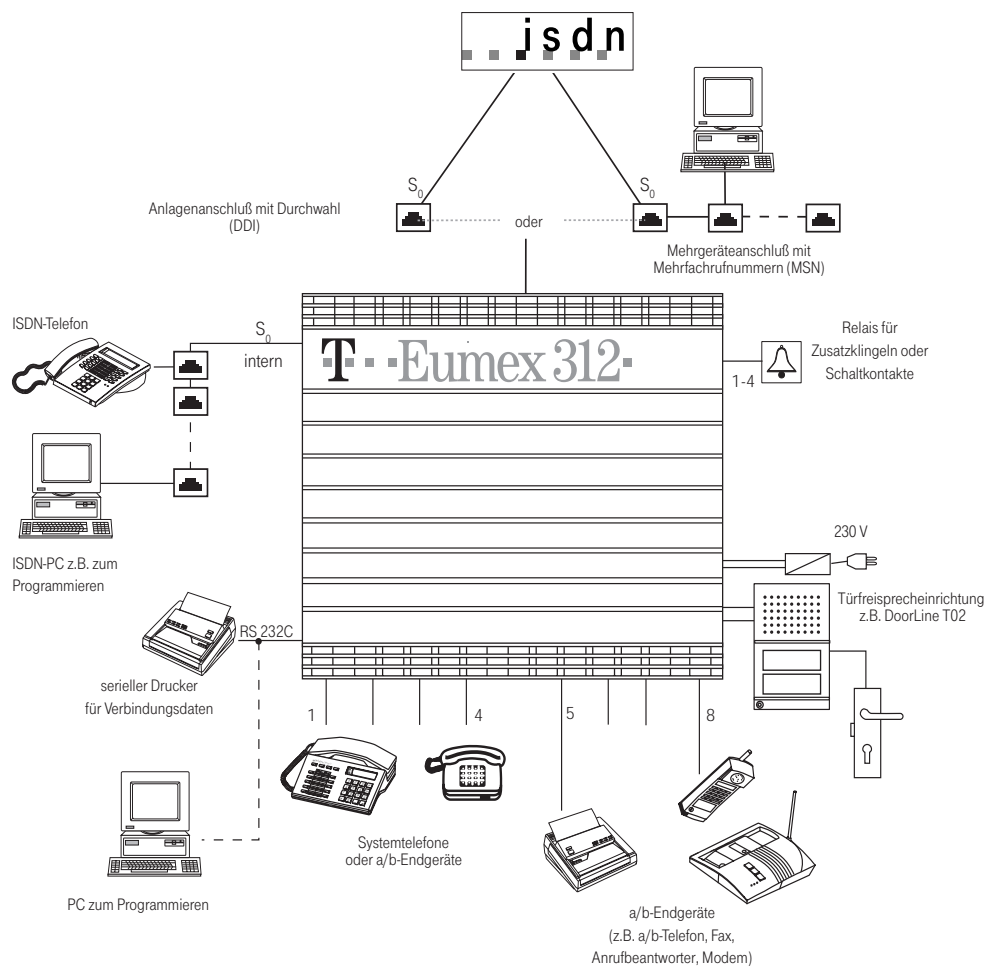 isdn
S0
S0
Anlagenanschluß mit Durchwahl
(DDI)
oder
Mehrgeräteanschluß mit
Mehrfachrufnummern (MSN)
ISDN-Telefon
S0
intern
T Eumex 312
1-4
Relais für
Zusatzklingeln oder
Schaltkontakte
ISDN-PC z.B. zum
Programmieren
230 V
Türfreisprecheinrichtung
z.B. DoorLine T02
RS 232C
serieller Drucker
für Verbindungsdaten
1
4
5
8
Systemtelefone
oder a/b-Endgeräte
PC zum Programmieren
a/b-Endgeräte
(z.B. a/b-Telefon, Fax,
Anrufbeantworter, Modem)